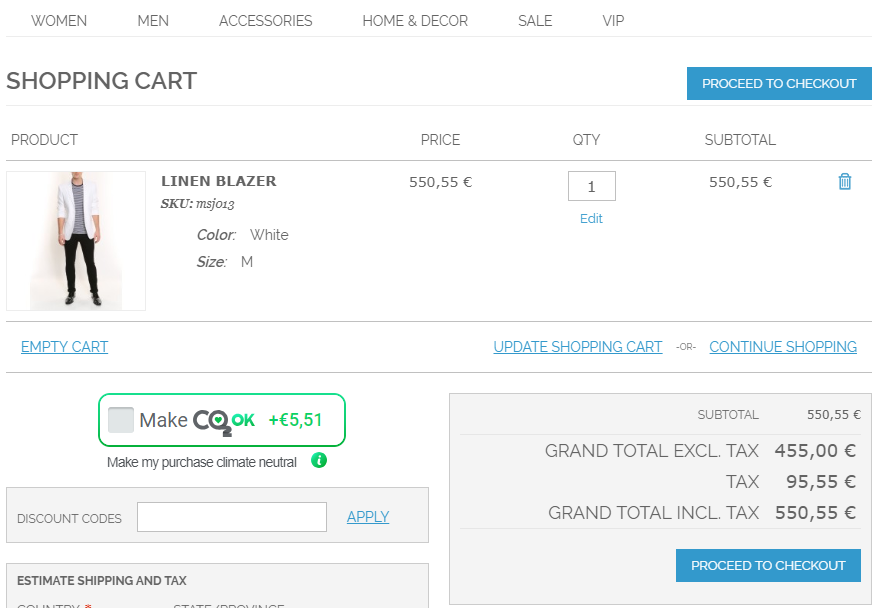 WOMEN MEN ACCESSORIES HOME & DECOR SALE VIP
SHOPPING CART
PROCEED TO CHECKOUT
PRODUCT PRICE QTY SUBTOTAL
LINEN BLAZER 550,55 € 1 550,55 €
SKU: msj013
Edit
Color: White
Size: M
EMPTY CART UPDATE SHOPPING CART -OR- CONTINUE SHOPPING
Make CO2 OK +€5,51
Make my purchase climate neutral i
DISCOUNT CODES APPLY
ESTIMATE SHIPPING AND TAX
COUNTRY * STATE/PROVINCE
SUBTOTAL 550,55 €
GRAND TOTAL EXCL. TAX 455,00 €
TAX 95,55 €
GRAND TOTAL INCL. TAX 550,55 €
PROCEED TO CHECKOUT